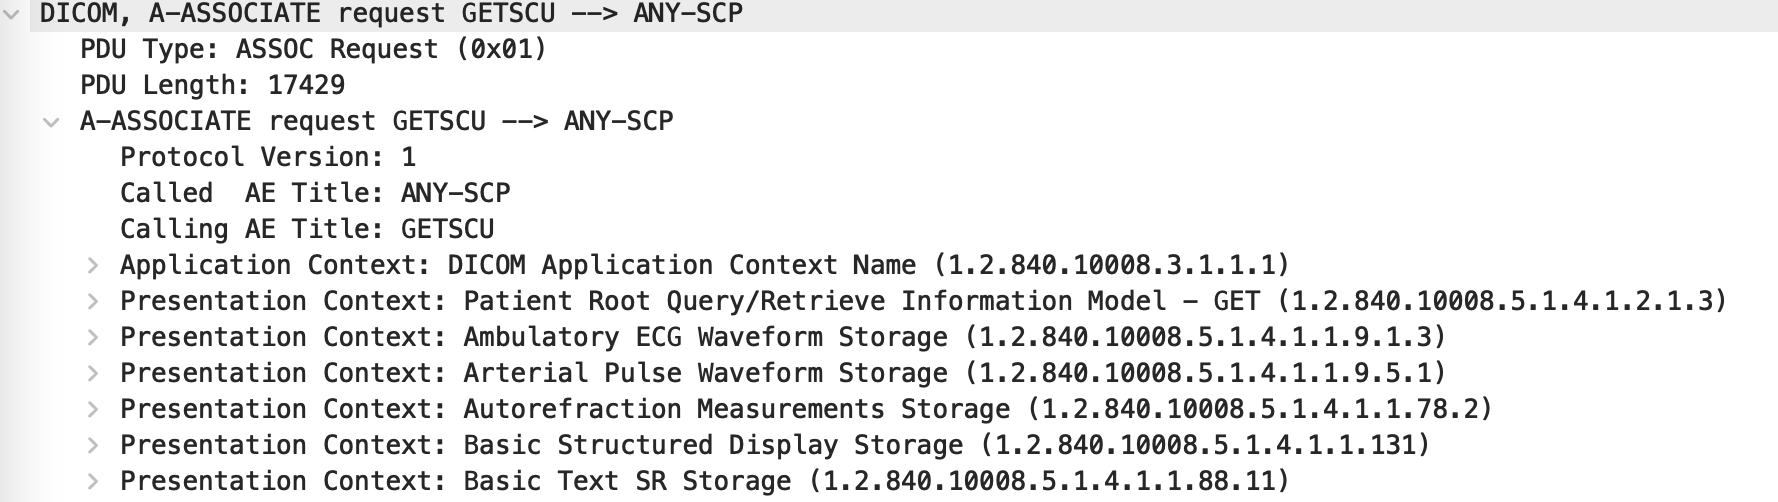 DICOM, A-ASSOCIATE request GETSCU --> ANY-SCP
PDU Type: ASSOC Request (0x01)
PDU Length: 17429
A-ASSOCIATE request GETSCU --> ANY-SCP
Protocol Version: 1
Called  AE Title: ANY-SCP
Calling AE Title: GETSCU
Application Context: DICOM Application Context Name (1.2.840.10008.3.1.1.1)
Presentation Context: Patient Root Query/Retrieve Information Model - GET (1.2.840.10008.5.1.4.1.2.1.3)
Presentation Context: Ambulatory ECG Waveform Storage (1.2.840.10008.5.1.4.1.1.9.1.3)
Presentation Context: Arterial Pulse Waveform Storage (1.2.840.10008.5.1.4.1.1.9.5.1)
Presentation Context: Autorefraction Measurements Storage (1.2.840.10008.5.1.4.1.1.78.2)
Presentation Context: Basic Structured Display Storage (1.2.840.10008.5.1.4.1.1.131)
Presentation Context: Basic Text SR Storage (1.2.840.10008.5.1.4.1.1.88.11)